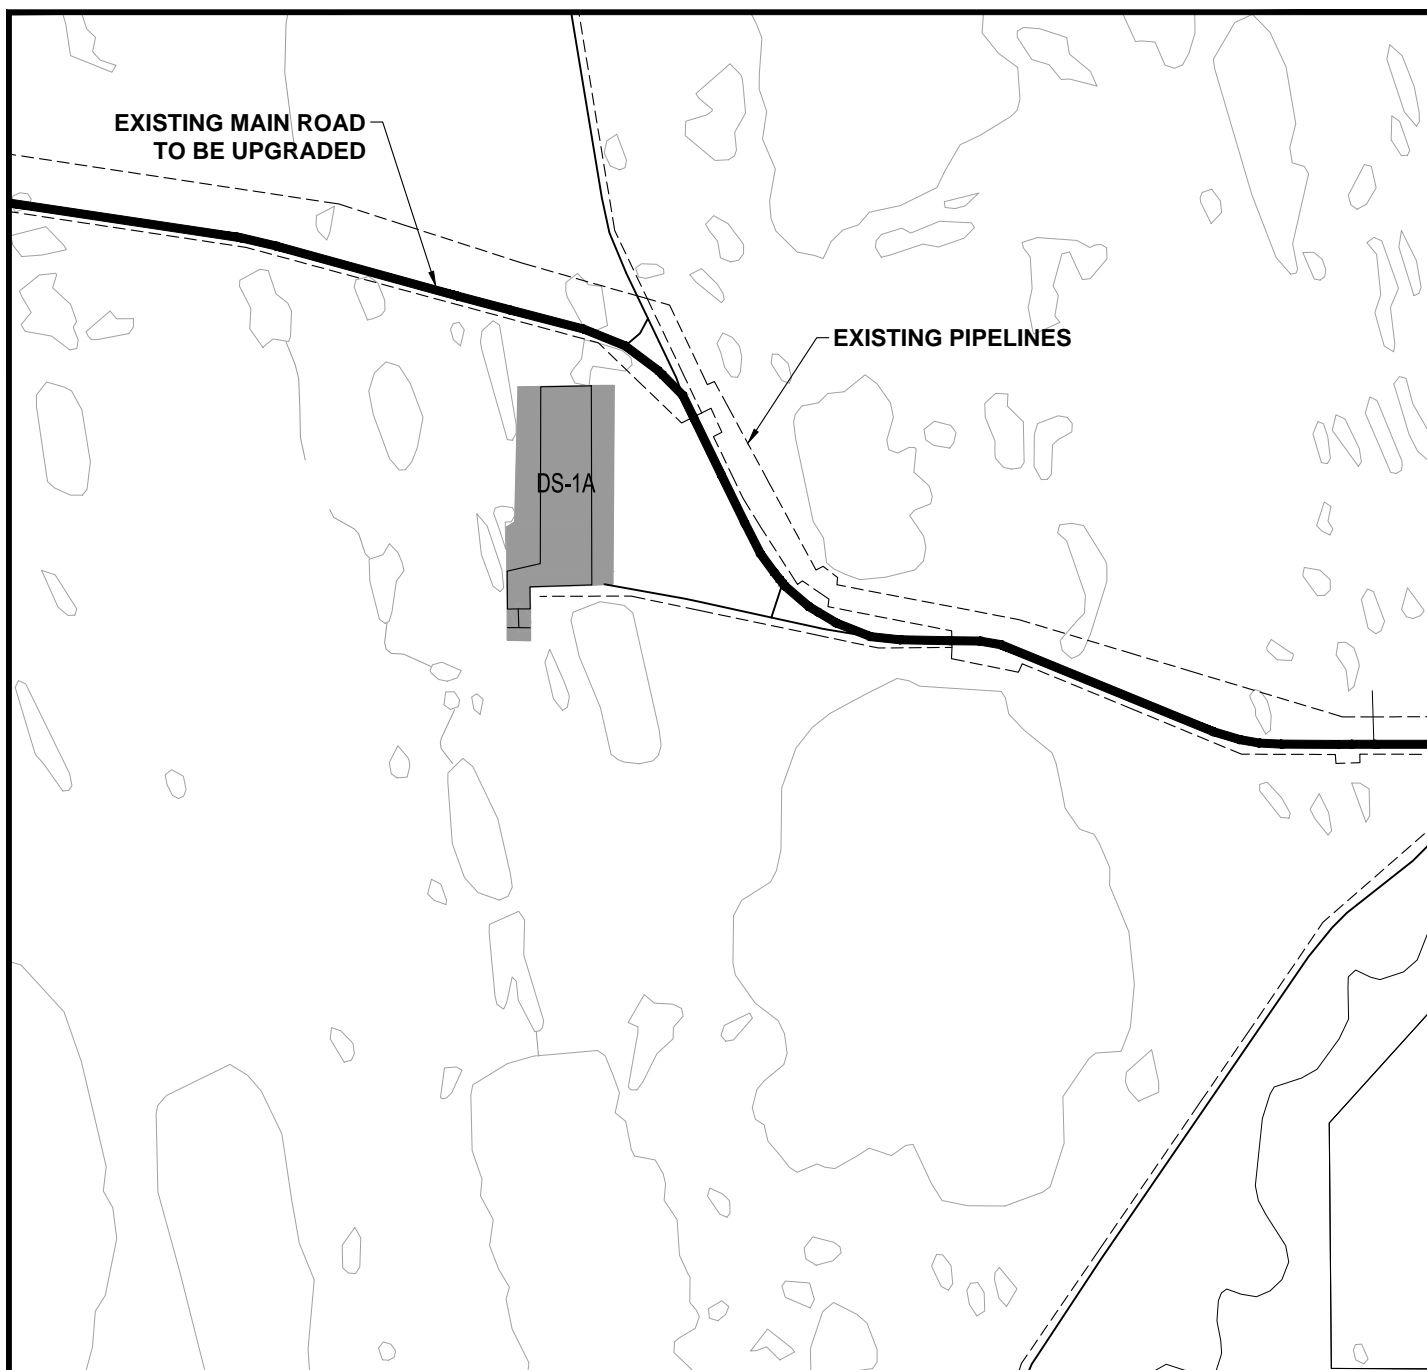 EXISTING MAIN ROAD
TO BE UPGRADED
EXISTING PIPELINES
DS-1A